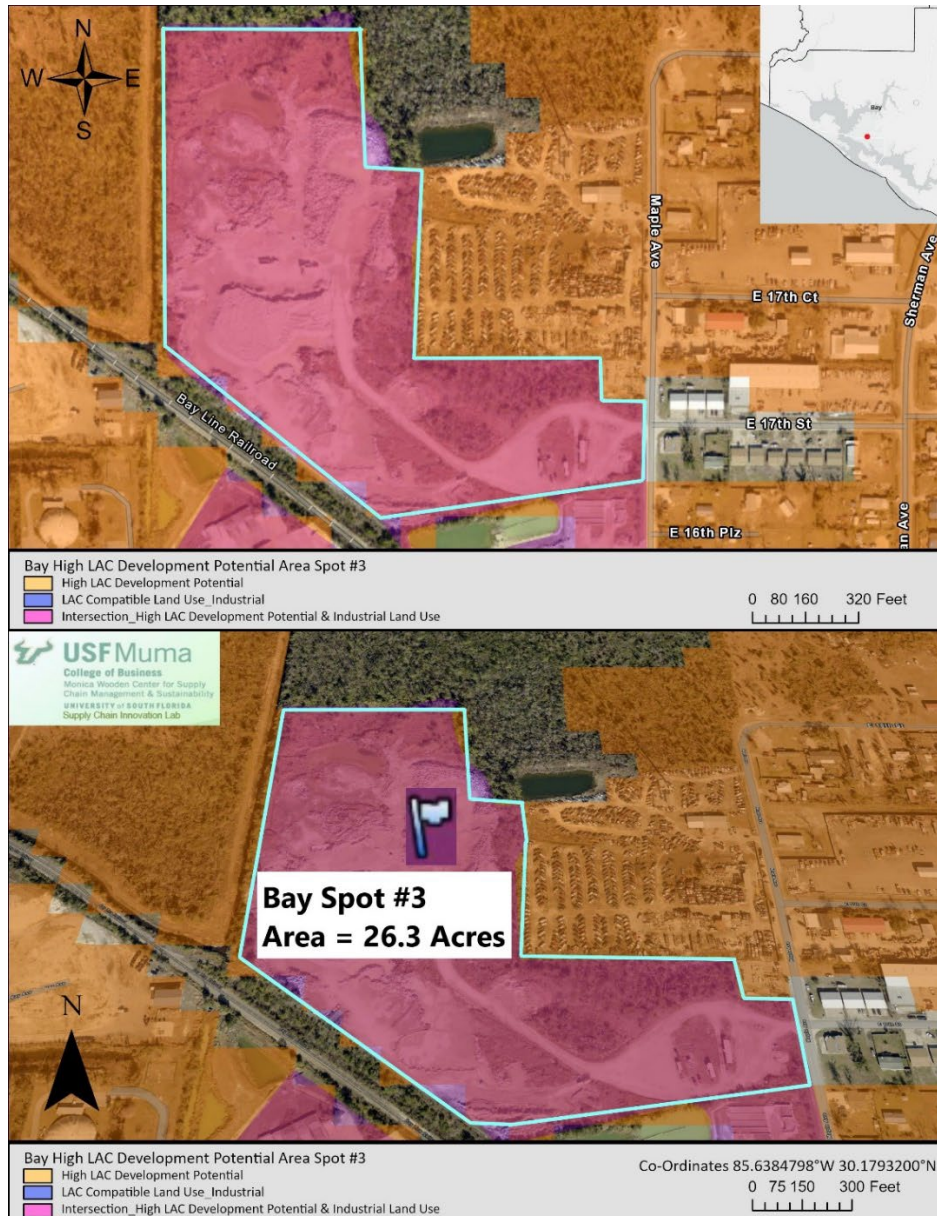 N
W E
S
Bay
Maple Ave
Sherman Ave
E 17th Ct
E 17th St
Bay Line Railroad
E 16th Plz
an Ave
Bay High LAC Development Potential Area Spot #3
High LAC Development Potential
LAC Compatible Land Use_Industrial
Intersection_High LAC Development Potential & Industrial Land Use
0 80 160 320 Feet
USF Muma
College of Business
Monica Wooden Center for Supply
Chain Management & Sustainability
UNIVERSITY of SOUTH FLORIDA
Supply Chain Innovation Lab
Bay Spot #3
Area = 26.3 Acres
N
Bay High LAC Development Potential Area Spot #3
High LAC Development Potential
LAC Compatible Land Use_Industrial
Intersection_High LAC Development Potential & Industrial Land Use
Co-Ordinates 85.6384798°W 30.1793200°N
0 75 150 300 Feet